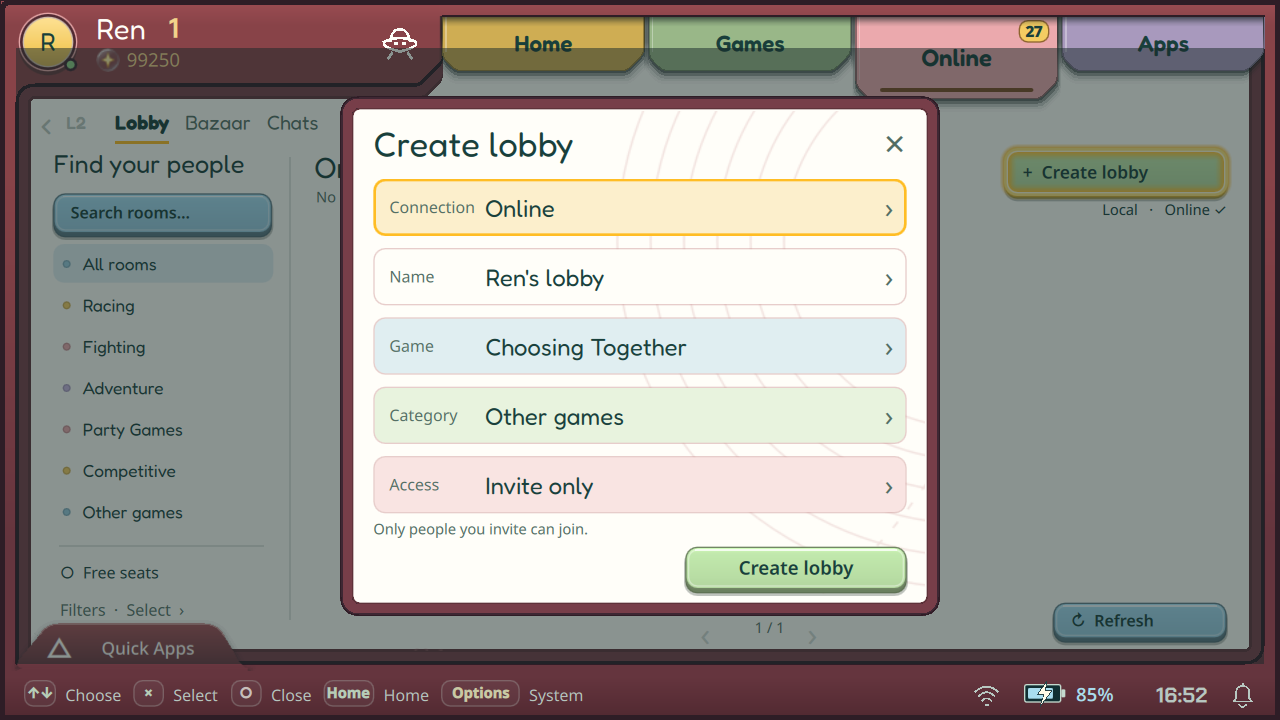 R
Ren 1
99250
Home
Games
Online
27
Apps
L2
Lobby
Bazaar
Chats
Find your people
Search rooms...
All rooms
Racing
Fighting
Adventure
Party Games
Competitive
Other games
Free seats
Filters · Select ›
Quick Apps
No
+ Create lobby
Local · Online ✓
Create lobby
Connection Online
Name Ren's lobby
Game Choosing Together
Category Other games
Access Invite only
Only people you invite can join.
Create lobby
1 / 1
Refresh
Choose
Select
Close
Home Home
Options System
85%
16:52